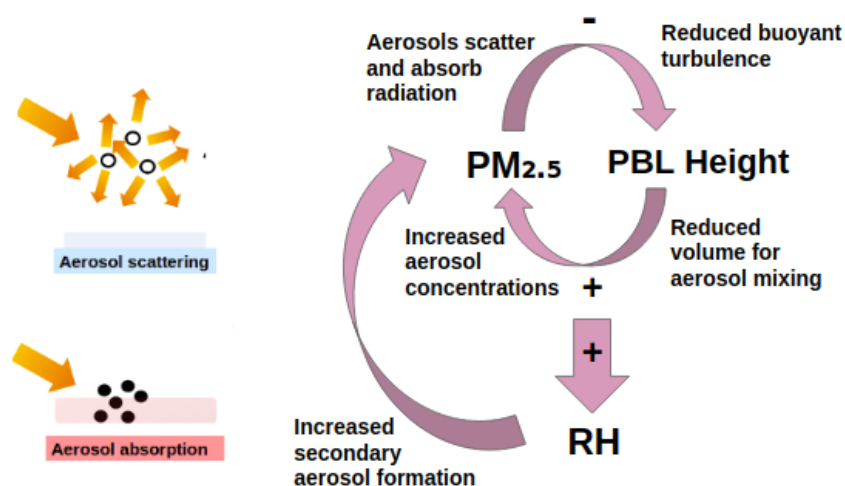 -
Aerosols scatter
and absorb
radiation
Reduced buoyant
turbulence
PM2.5
PBL Height
Increased
aerosol
concentrations
Reduced
volume for
aerosol mixing
+
+
RH
Increased
secondary
aerosol formation
Aerosol scattering
Aerosol absorption